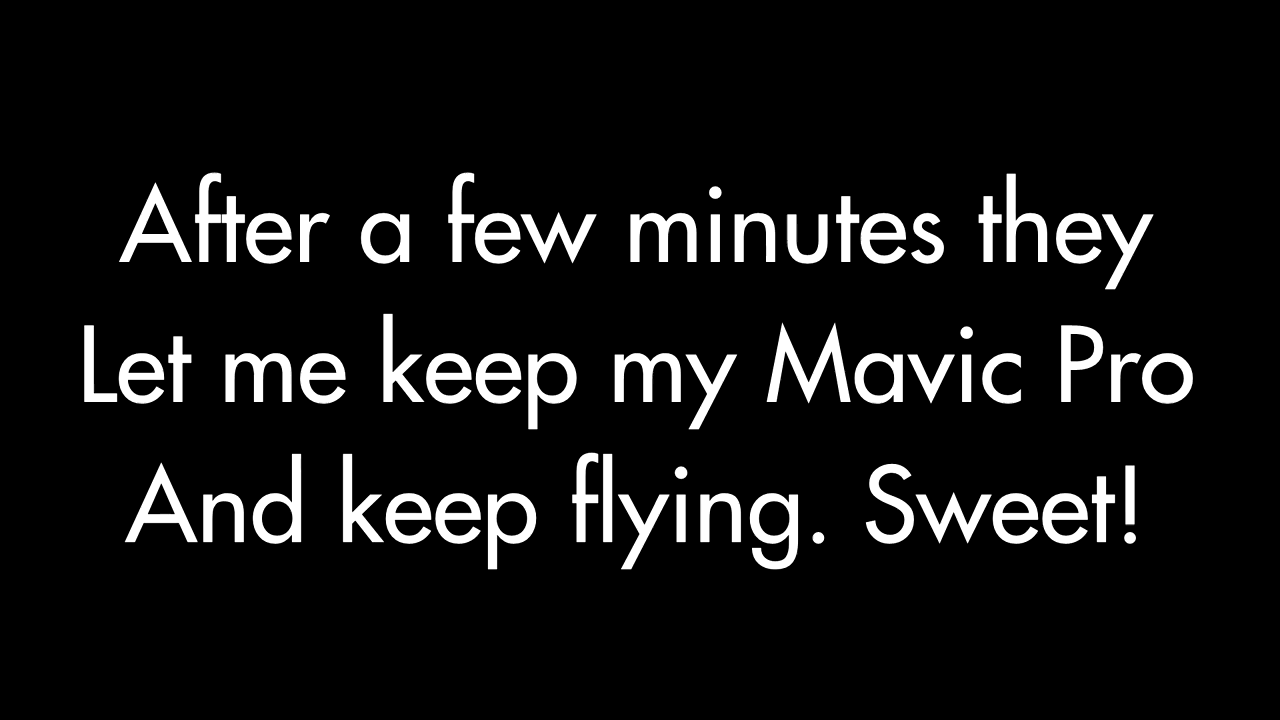 After a few minutes they
Let me keep my Mavic Pro
And keep flying. Sweet!